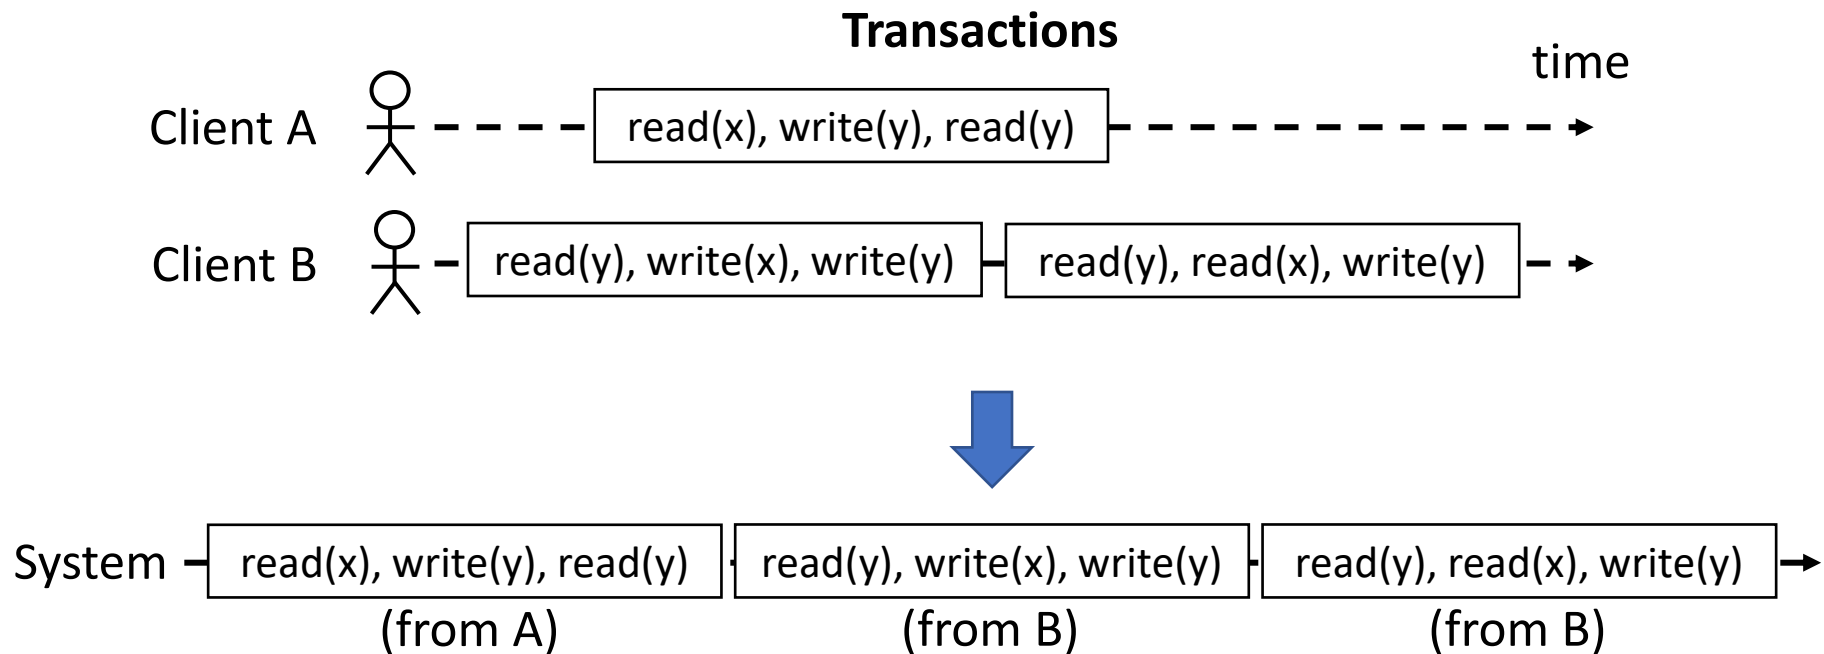 Transactions
time
Client A
read(x), write(y), read(y)
Client B
read(y), write(x), write(y)
read(y), read(x), write(y)
System
read(x), write(y), read(y)
read(y), write(x), write(y)
read(y), read(x), write(y)
(from A)
(from B)
(from B)